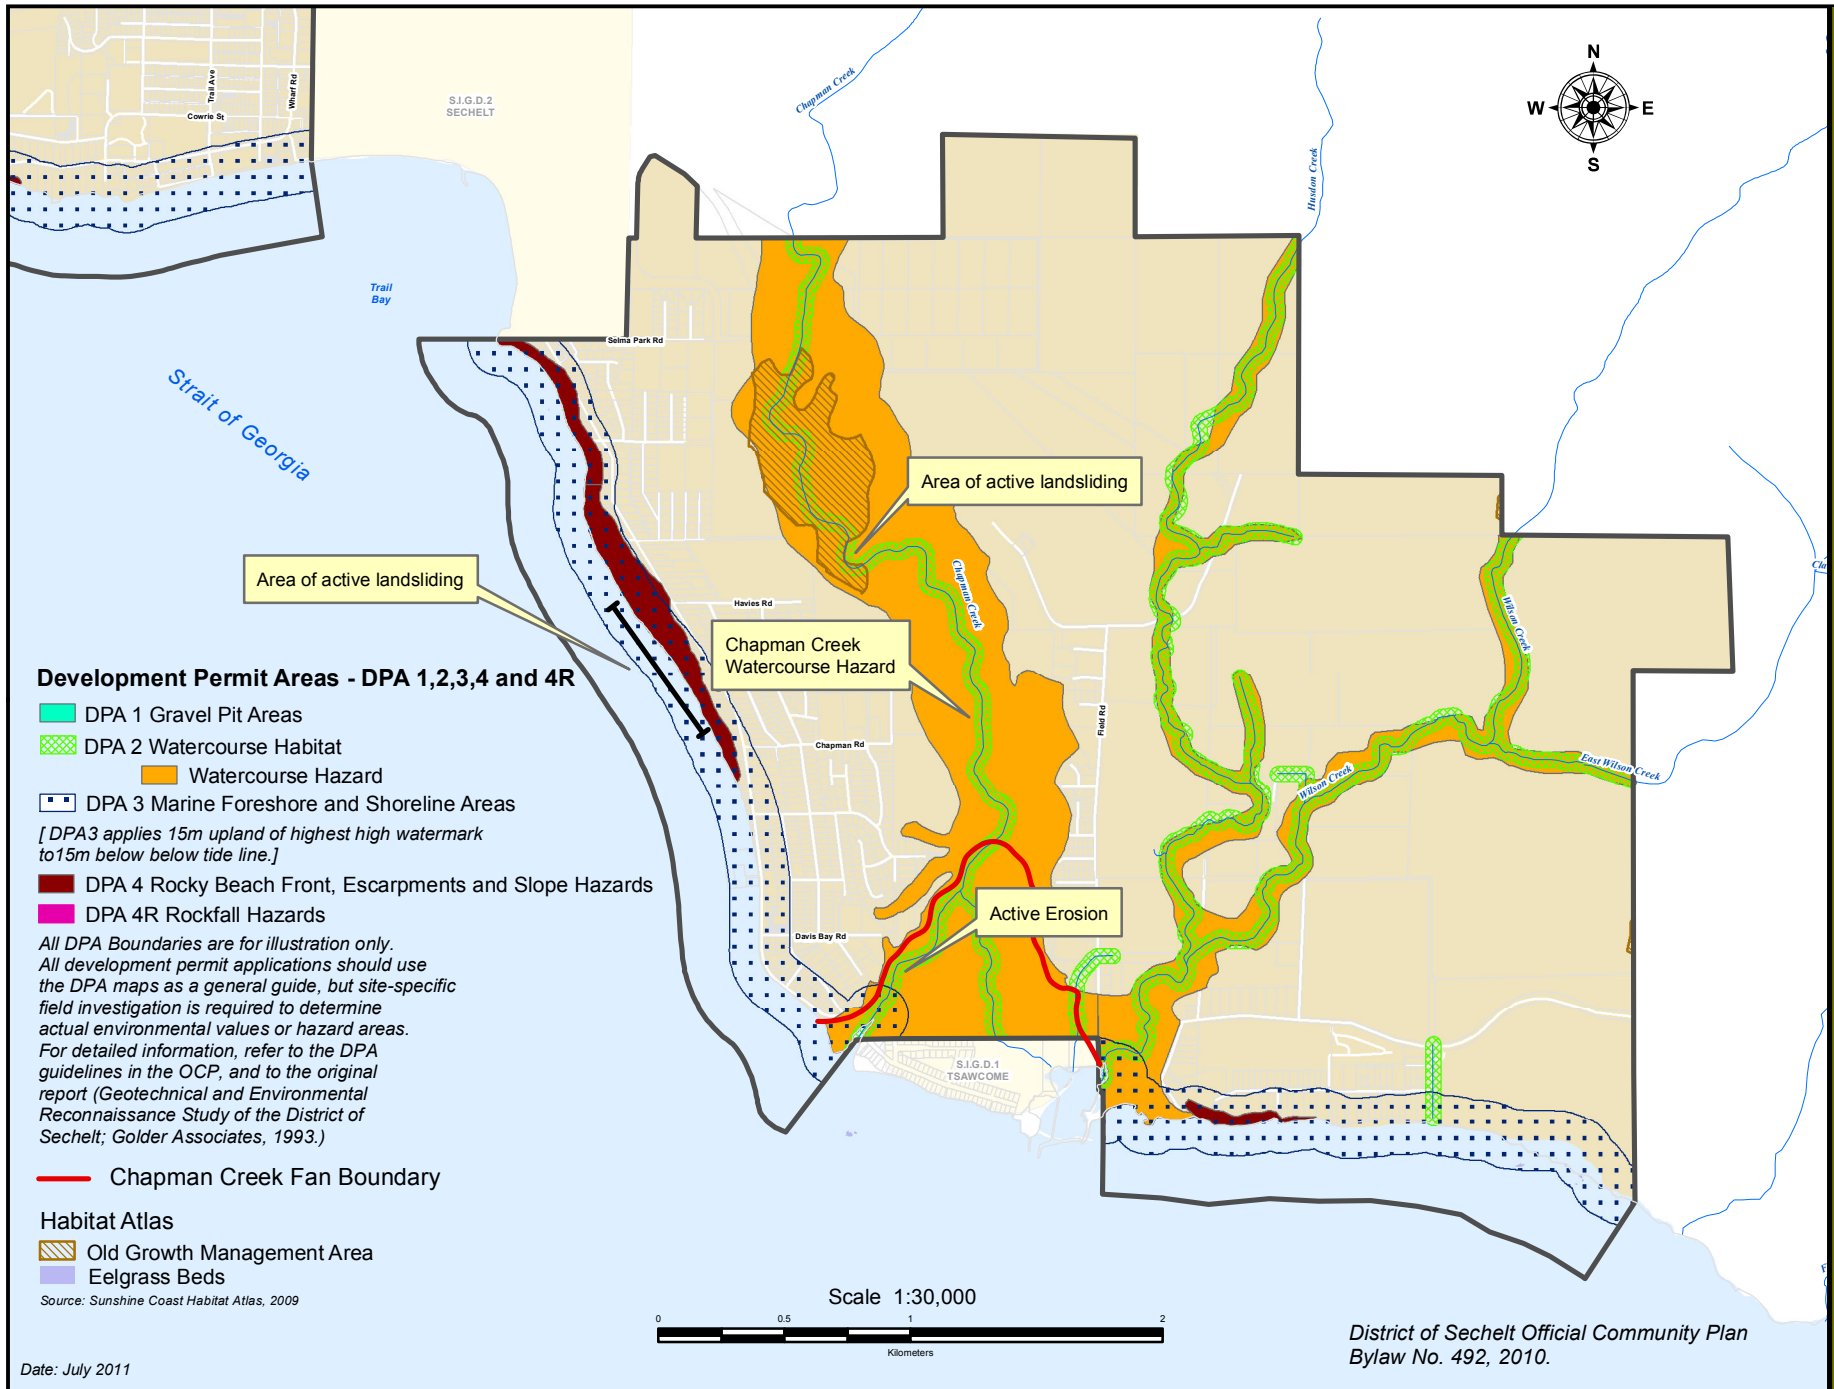 Trail Ave
Wharf Rd
Cowrie St
S.I.G.D.2
SECHELT
Chapman Creek
Husdon Creek
N
W E
S
Trail
Bay
Strait of Georgia
Selma Park Rd
Area of active landsliding
Area of active landsliding
Chapman Creek
Havies Rd
Chapman Creek
Watercourse Hazard
Wilson Creek
Field Rd
Chapman Rd
East Wilson Creek
Wilson Creek
Active Erosion
Davis Bay Rd
S.I.G.D.1
TSAWCOME
Development Permit Areas - DPA 1,2,3,4 and 4R
DPA 1 Gravel Pit Areas
DPA 2 Watercourse Habitat
Watercourse Hazard
DPA 3 Marine Foreshore and Shoreline Areas
[ DPA3 applies 15m upland of highest high watermark
to15m below below tide line.]
DPA 4 Rocky Beach Front, Escarpments and Slope Hazards
DPA 4R Rockfall Hazards
All DPA Boundaries are for illustration only.
All development permit applications should use
the DPA maps as a general guide, but site-specific
field investigation is required to determine
actual environmental values or hazard areas.
For detailed information, refer to the DPA
guidelines in the OCP, and to the original
report (Geotechnical and Environmental
Reconnaissance Study of the District of
Sechelt; Golder Associates, 1993.)
Chapman Creek Fan Boundary
Habitat Atlas
Old Growth Management Area
Eelgrass Beds
Source: Sunshine Coast Habitat Atlas, 2009
Date: July 2011
Scale 1:30,000
0 0.5 1 2
Kilometers
District of Sechelt Official Community Plan
Bylaw No. 492, 2010.